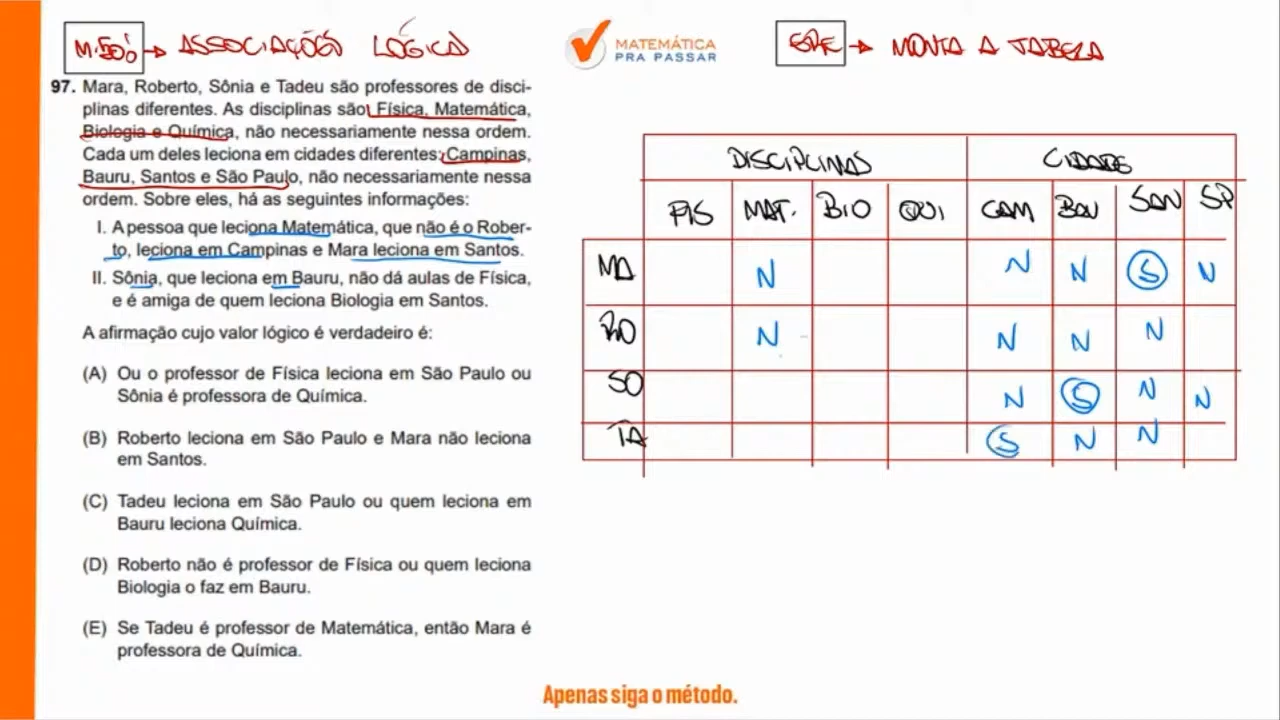 M.50' → ASSOCIAÇÕES LÓGICA
MATEMÁTICA
PRA PASSAR
→ MONTA A TABELA
97. Mara, Roberto, Sônia e Tadeu são professores de disci-
plinas diferentes. As disciplinas são Física, Matemática,
Biologia e Química, não necessariamente nessa ordem.
Cada um deles leciona em cidades diferentes: Campinas,
Bauru, Santos e São Paulo, não necessariamente nessa
ordem. Sobre eles, há as seguintes informações:
I. A pessoa que leciona Matemática, que não é o Rober-
to, leciona em Campinas e Mara leciona em Santos.
II. Sônia, que leciona em Bauru, não dá aulas de Física,
e é amiga de quem leciona Biologia em Santos.
A afirmação cujo valor lógico é verdadeiro é:
(A) Ou o professor de Física leciona em São Paulo ou
Sônia é professora de Química.
(B) Roberto leciona em São Paulo e Mara não leciona
em Santos.
(C) Tadeu leciona em São Paulo ou quem leciona em
Bauru leciona Química.
(D) Roberto não é professor de Física ou quem leciona
Biologia o faz em Bauru.
(E) Se Tadeu é professor de Matemática, então Mara é
professora de Química.
DISCIPLINAS CIDADE
FIS MAT. BIO QUI CAM BAU SAN SP
MA N N N S N
RO N N N N
SO N S N N
TA S N N
Apenas siga o método.